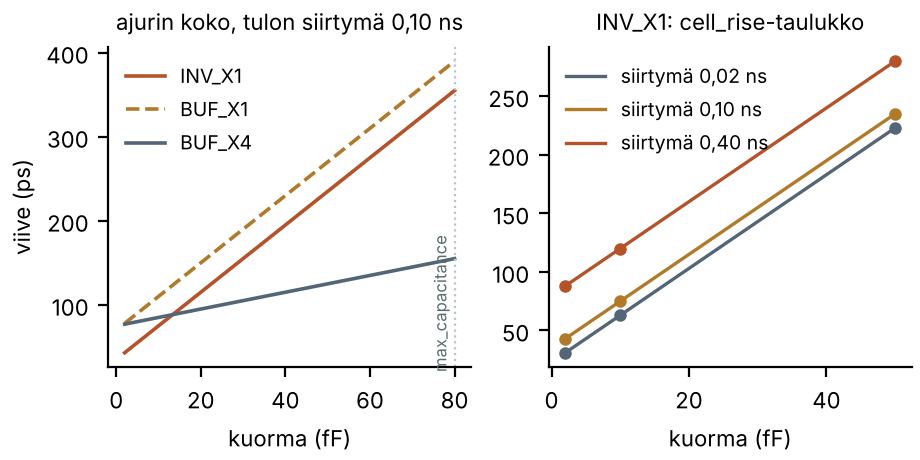 ajurin koko, tulon siirtymä 0,10 ns
INV_X1
BUF_X1
BUF_X4
400
300
200
100
viive (ps)
max_capacitance
0
20
40
60
80
kuorma (fF)
INV_X1: cell_rise-taulukko
siirtymä 0,02 ns
siirtymä 0,10 ns
siirtymä 0,40 ns
250
200
150
100
50
0
20
40
kuorma (fF)